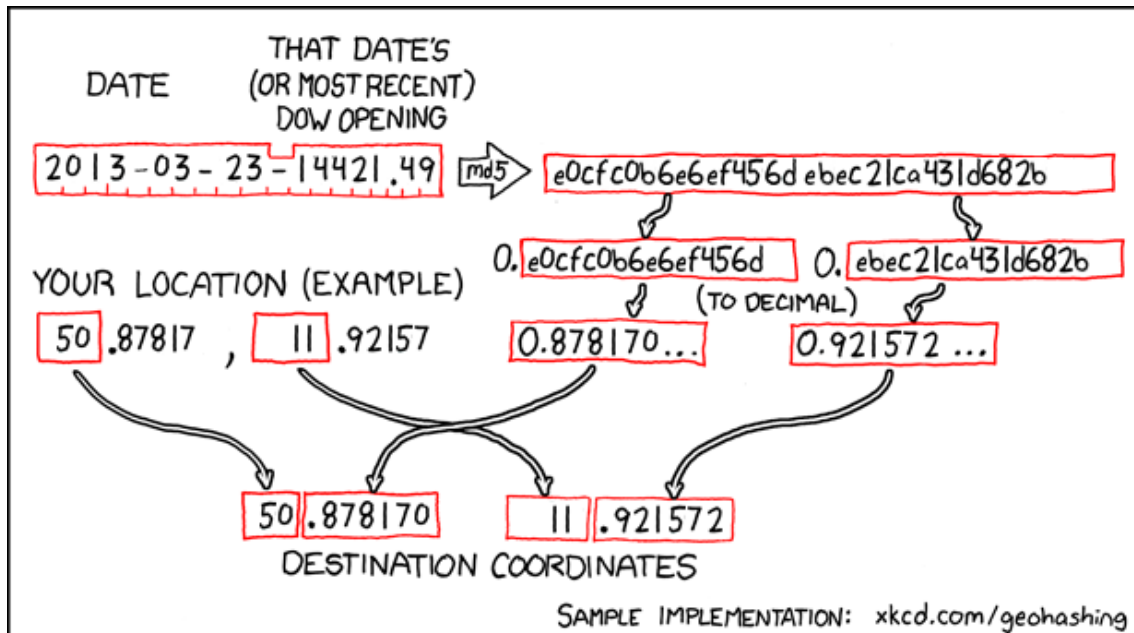 THAT DATE'S
DATE (OR MOST RECENT)
DOW OPENING
2013-03-23-14421.49 md5 e0cfc0b6e6ef456debec21ca431d682b
0.e0cfc0b6e6ef456d 0.ebec21ca431d682b
YOUR LOCATION (EXAMPLE) (TO DECIMAL)
50.87817, 11.92157 0.878170... 0.921572...
50.878170 11.921572
DESTINATION COORDINATES
SAMPLE IMPLEMENTATION: xkcd.com/geohashing